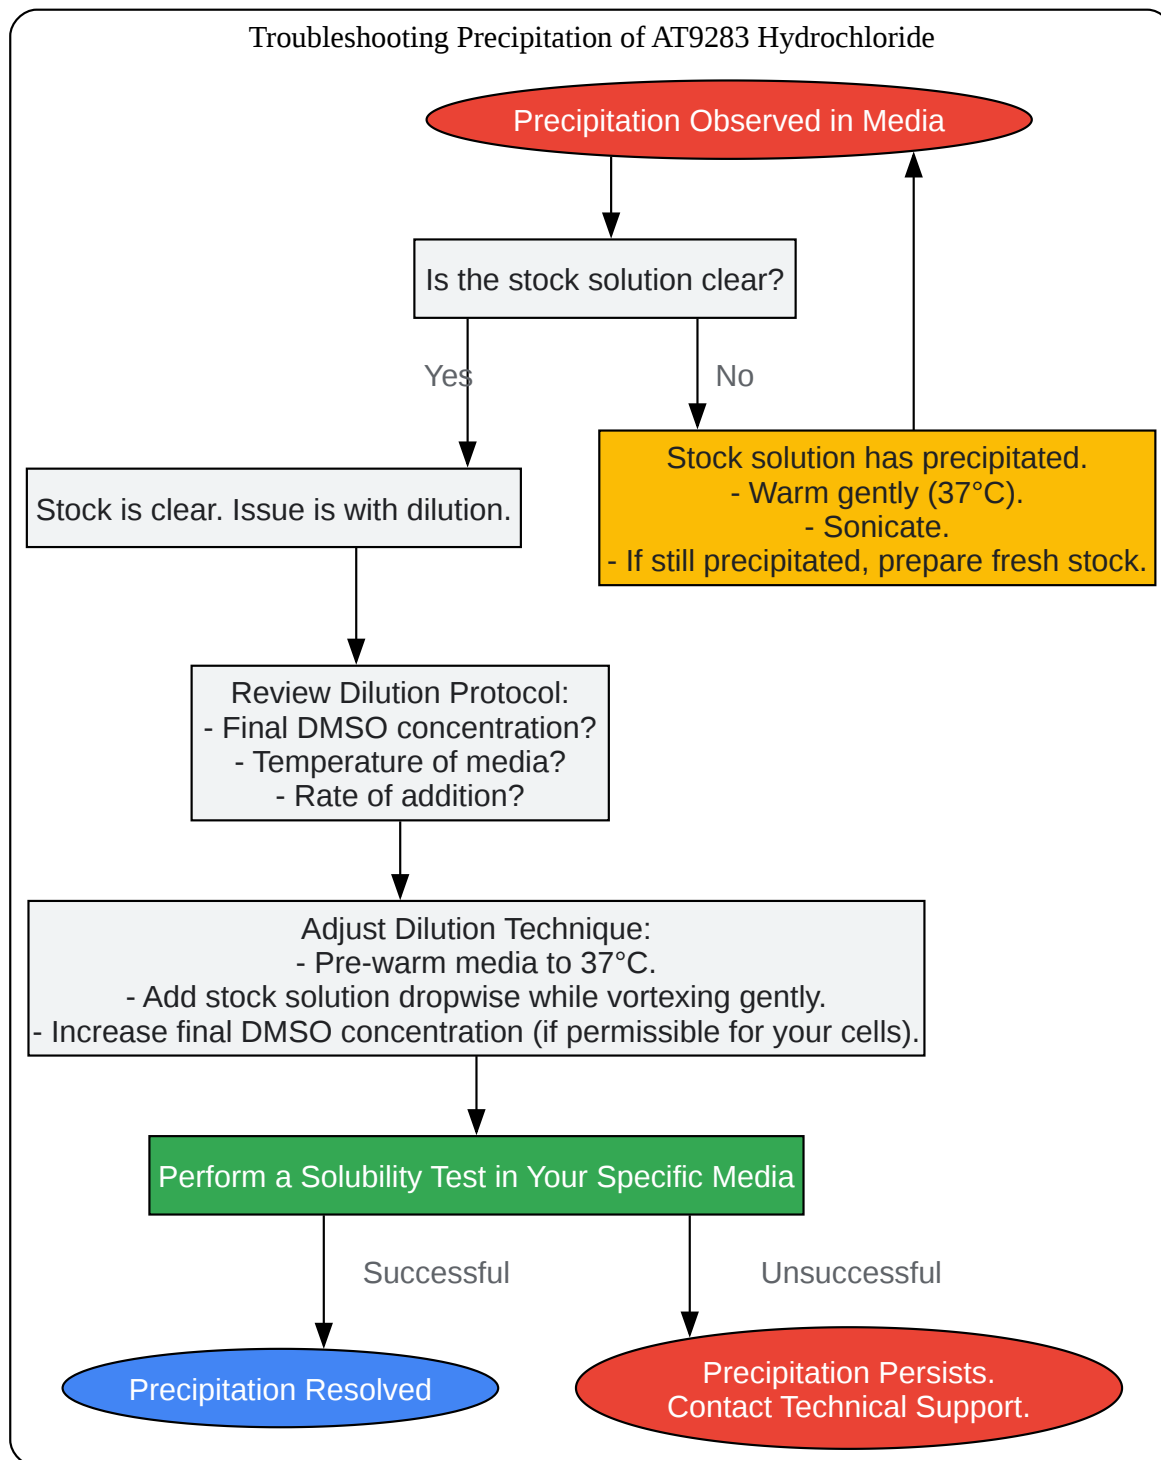 Troubleshooting Precipitation of AT9283 Hydrochloride
Precipitation Observed in Media
Is the stock solution clear?
Yes
No
Stock solution has precipitated.
- Warm gently (37°C).
- Sonicate.
- If still precipitated, prepare fresh stock.
Stock is clear. Issue is with dilution.
Review Dilution Protocol:
- Final DMSO concentration?
- Temperature of media?
- Rate of addition?
Adjust Dilution Technique:
- Pre-warm media to 37°C.
- Add stock solution dropwise while vortexing gently.
- Increase final DMSO concentration (if permissible for your cells).
Perform a Solubility Test in Your Specific Media
Successful
Unsuccessful
Precipitation Resolved
Precipitation Persists.
Contact Technical Support.